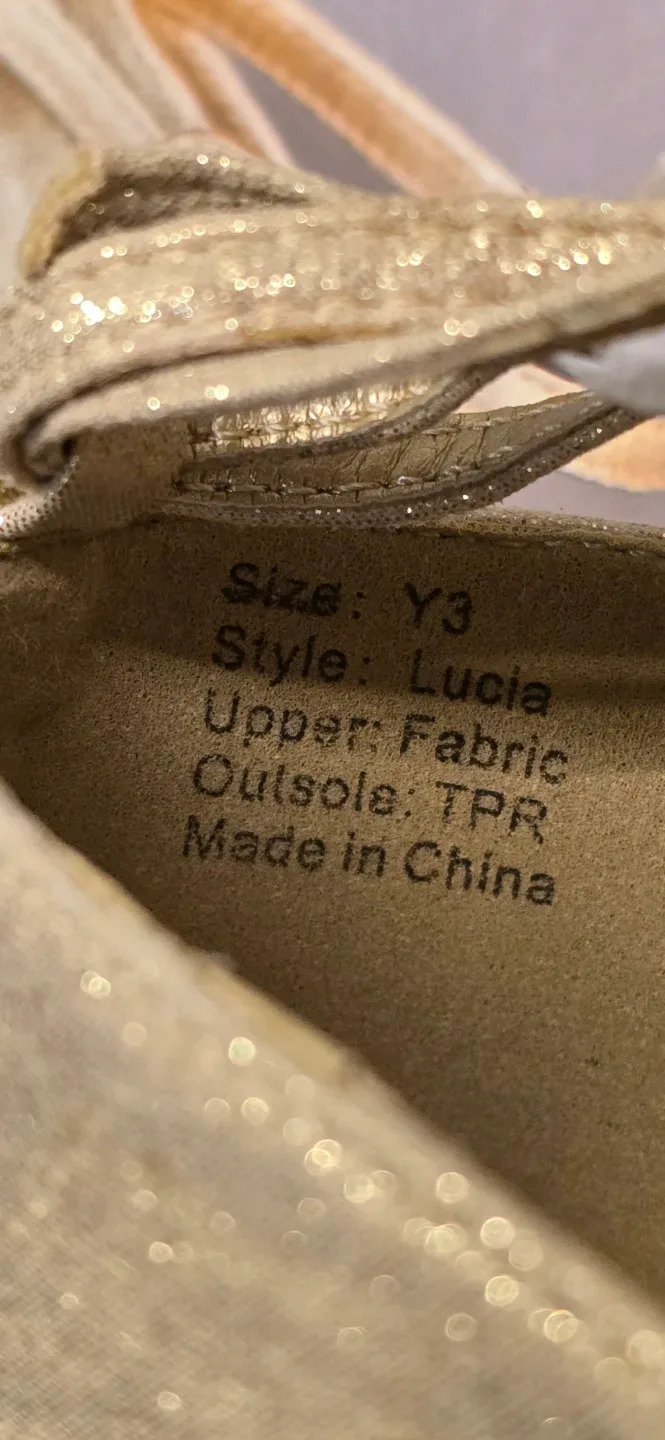 Size: Y3
Style: Lucia
Upper: Fabric
Outsole: TPR
Made in China